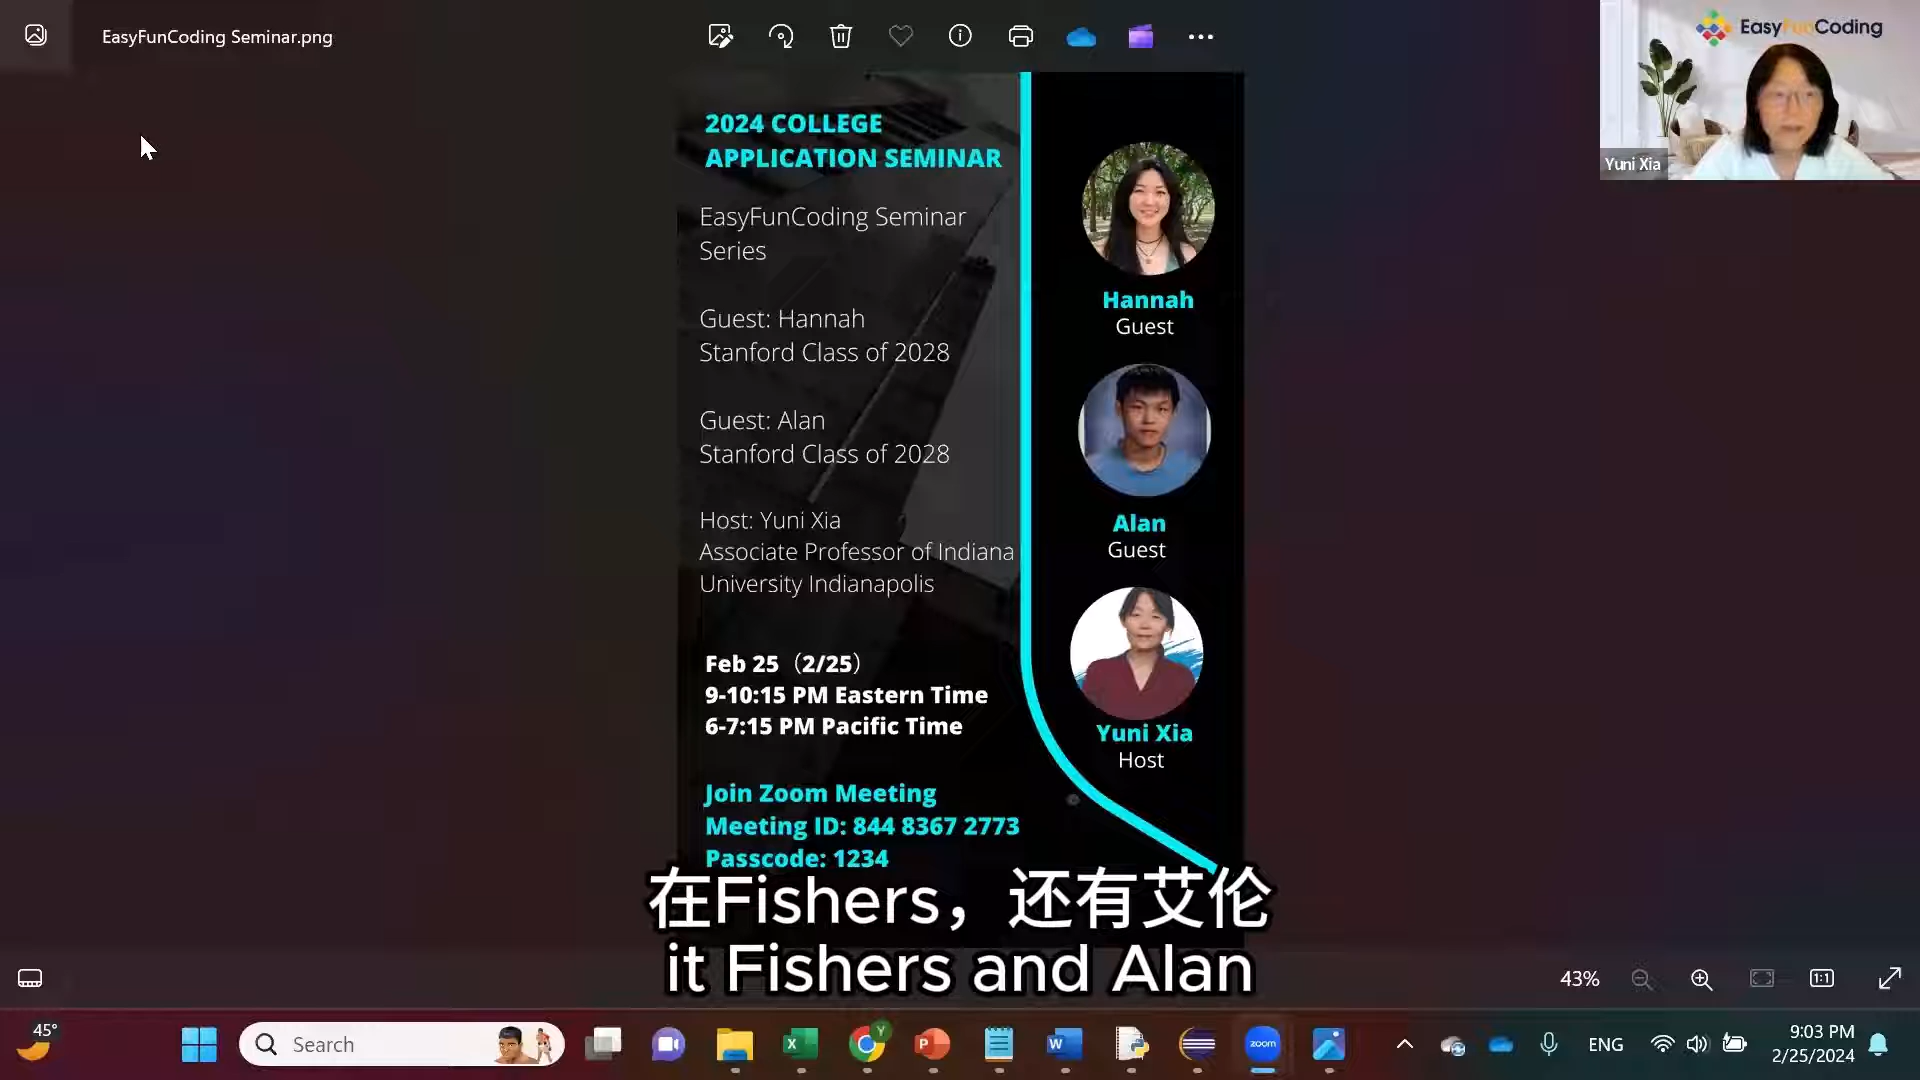 EasyFunCoding Seminar.png
EasyFunCoding
Yuni Xia
2024 COLLEGE
APPLICATION SEMINAR
EasyFunCoding Seminar
Series
Guest: Hannah
Stanford Class of 2028
Guest: Alan
Stanford Class of 2028
Host: Yuni Xia
Associate Professor of Indiana
University Indianapolis
Feb 25（2/25）
9-10:15 PM Eastern Time
6-7:15 PM Pacific Time
Join Zoom Meeting
Meeting ID: 844 8367 2773
Passcode: 1234
Hannah
Guest
Alan
Guest
Yuni Xia
Host
在Fishers，还有艾伦
it Fishers and Alan
43%
1:1
45°
Search
X
Y
P
W
zoom
ENG
9:03 PM
2/25/2024